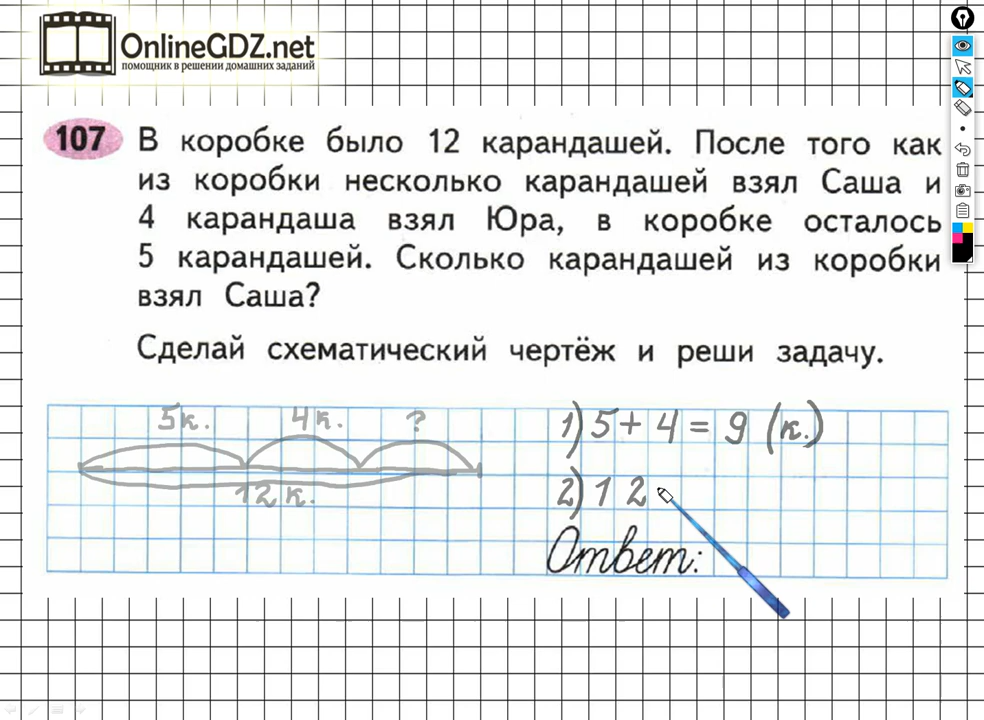 OnlineGDZ.net
помощник в решении домашних заданий
107 В коробке было 12 карандашей. После того как
из коробки несколько карандашей взял Саша и
4 карандаша взял Юра, в коробке осталось
5 карандашей. Сколько карандашей из коробки
взял Саша?
Сделай схематический чертёж и реши задачу.
5к. 4к. ?
12к.
1) 5 + 4 = 9 (к.)
2) 12
Ответ: